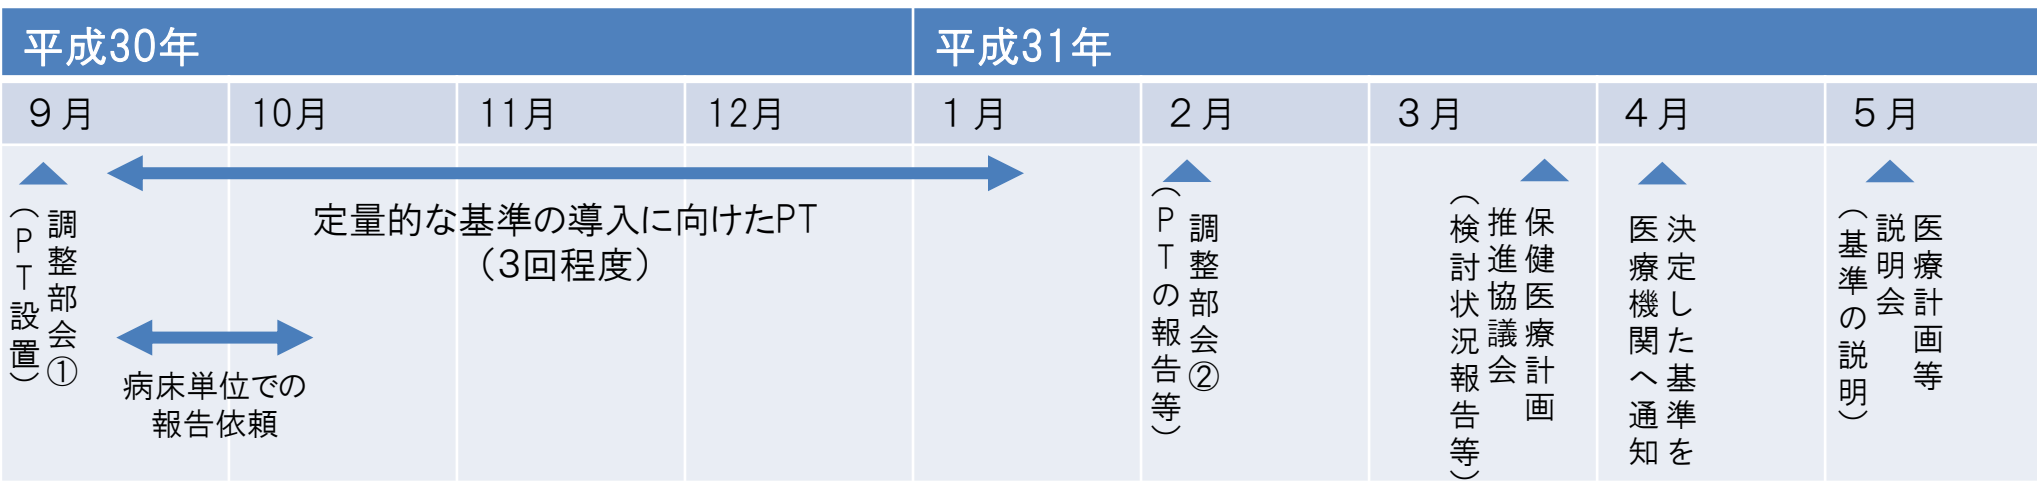 平成30年
平成31年
９月
10月
11月
12月
１月
２月
３月
４月
５月
調整部会①
（ＰＴ設置）
定量的な基準の導入に向けたPT
（３回程度）
病床単位での
報告依頼
調整部会②
（ＰＴの報告等）
保健医療計画
推進協議会
（検討状況報告等）
決定した基準を
医療機関へ通知
医療計画等
説明会
（基準の説明）